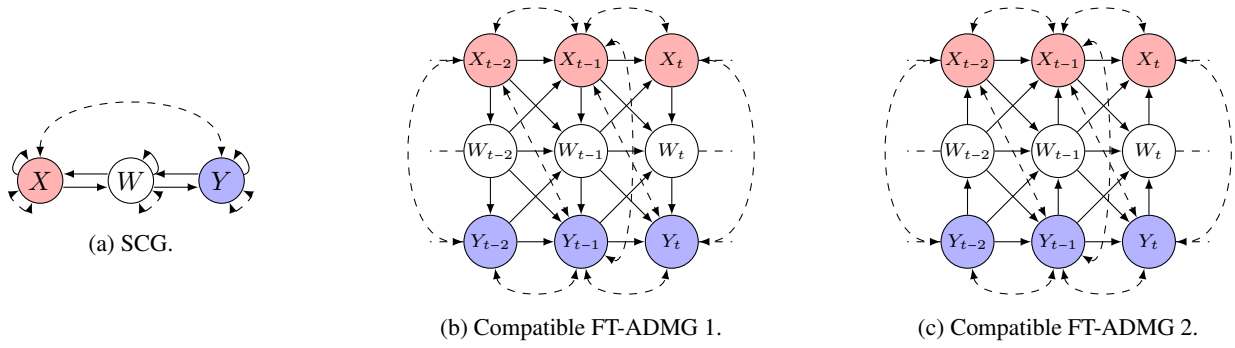 X_{t−2} X_{t−1} X_t X_{t−2} X_{t−1} X_t
W_{t−2} W_{t−1} W_t W_{t−2} W_{t−1} W_t
X W Y
Y_{t−2} Y_{t−1} Y_t Y_{t−2} Y_{t−1} Y_t
(a) SCG.
(b) Compatible FT-ADMG 1.
(c) Compatible FT-ADMG 2.